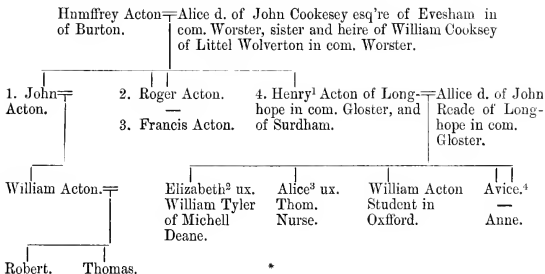 Humffrey Acton
of Burton.
Alice d. of John Cookesey esq're of Evesham in
com. Worster, sister and heire of William Cooksey
of Littel Wolverton in com. Worster.
1. John
Acton.
2. Roger Acton.
—
3. Francis Acton.
4. Henry¹ Acton of Long-
hope in com. Gloster, and
of Surdham.
Allice d. of John
Reade of Long-
hope in com.
Gloster.
William Acton.
Elizabeth² ux.
William Tyler
of Michell
Deane.
Alice³ ux.
Thom.
Nurse.
William Acton
Student in
Oxfford.
Avice.⁴
—
Anne.
Robert.
Thomas.